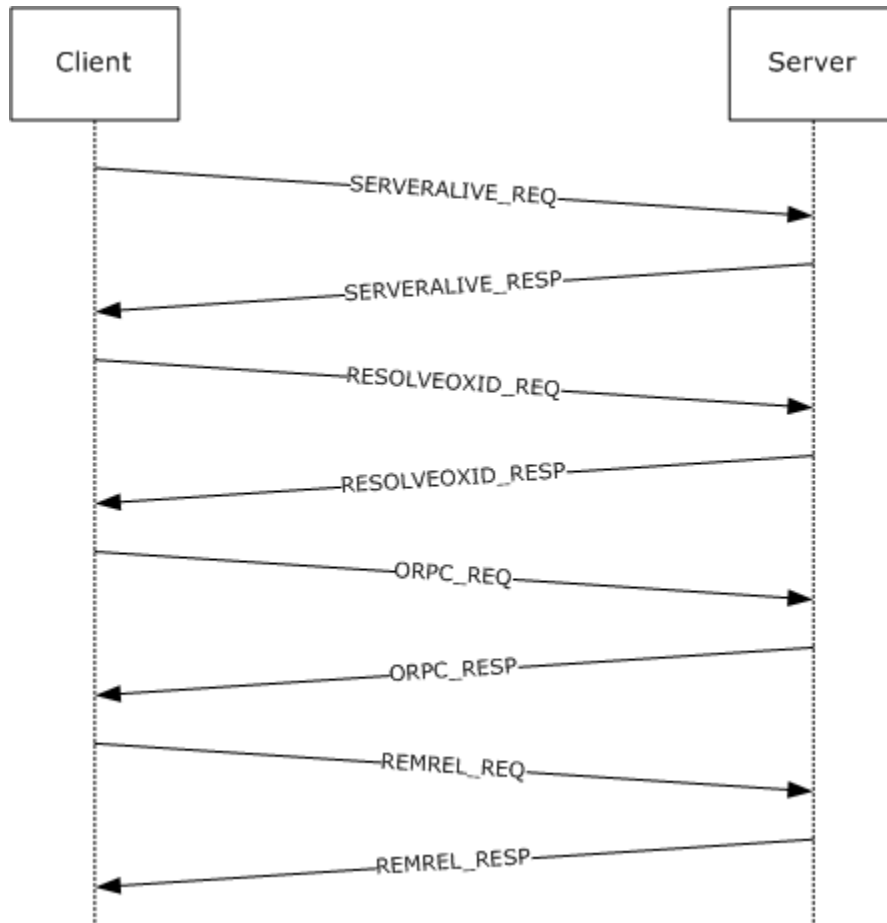 Client
Server
SERVERALIVE_REQ
SERVERALIVE_RESP
RESOLVEOXID_REQ
RESOLVEOXID_RESP
ORPC_REQ
ORPC_RESP
REMREL_REQ
REMREL_RESP